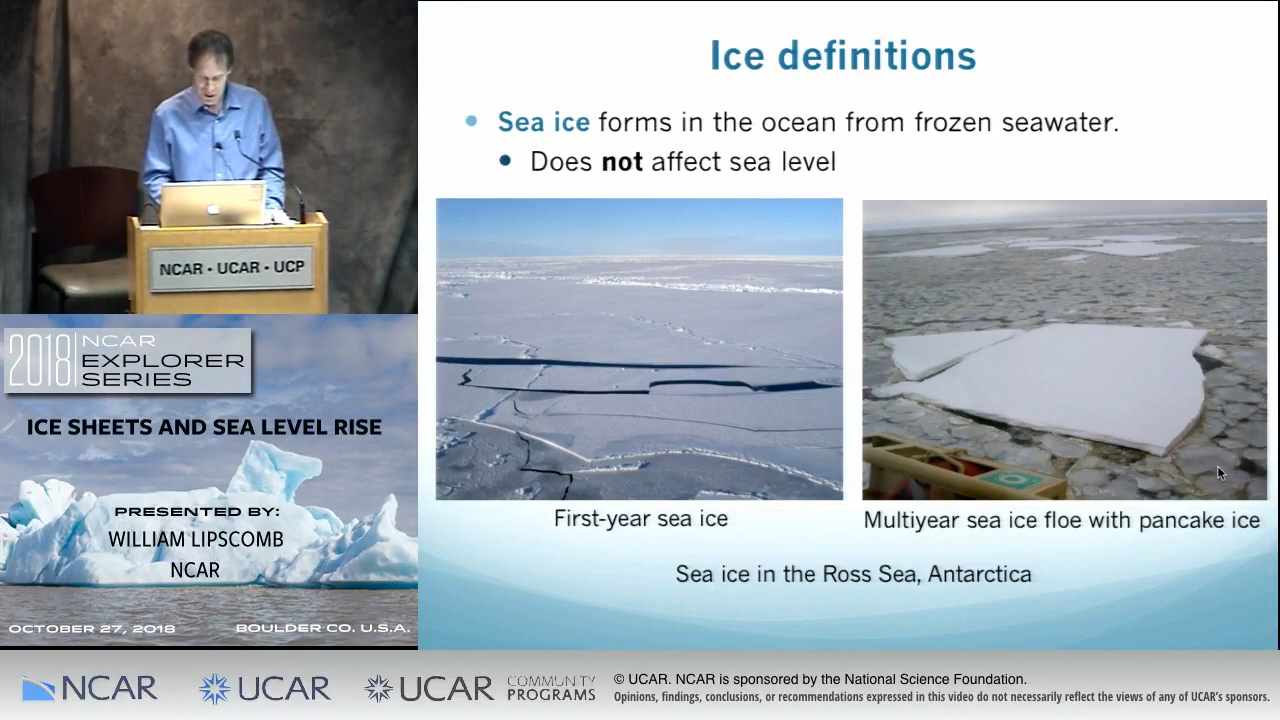 NCAR • UCAR • UCP
2018
NCAR
EXPLORER
SERIES
ICE SHEETS AND SEA LEVEL RISE
PRESENTED BY:
WILLIAM LIPSCOMB
NCAR
OCTOBER 27, 2018
BOULDER CO. U.S.A.
Ice definitions
• Sea ice forms in the ocean from frozen seawater.
• Does not affect sea level
First-year sea ice
Multiyear sea ice floe with pancake ice
Sea ice in the Ross Sea, Antarctica
NCAR
UCAR
UCAR
COMMUNITY
PROGRAMS
© UCAR. NCAR is sponsored by the National Science Foundation.
Opinions, findings, conclusions, or recommendations expressed in this video do not necessarily reflect the views of any of UCAR's sponsors.